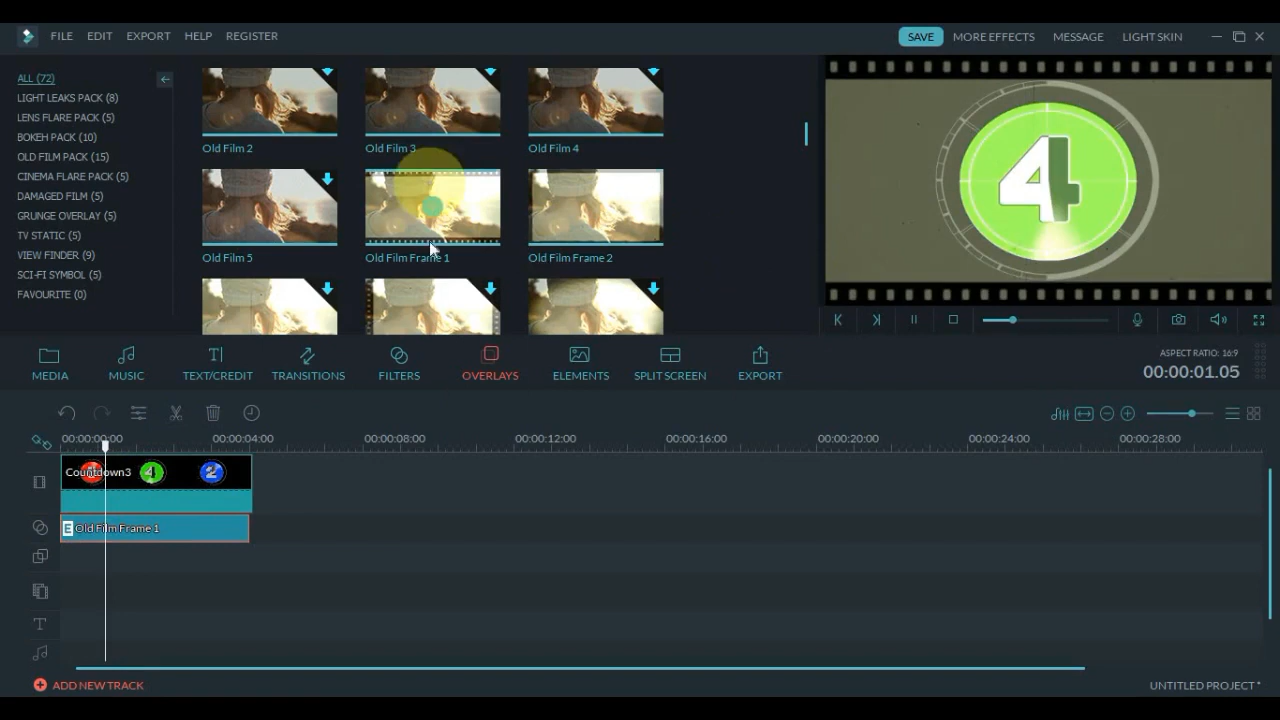 FILE EDIT EXPORT HELP REGISTER SAVE MORE EFFECTS MESSAGE LIGHT SKIN
ALL (72)
LIGHT LEAKS PACK (8)
LENS FLARE PACK (5)
BOKEH PACK (10)
OLD FILM PACK (15)
CINEMA FLARE PACK (5)
DAMAGED FILM (5)
GRUNGE OVERLAY (5)
TV STATIC (5)
VIEW FINDER (9)
SCI-FI SYMBOL (5)
FAVOURITE (0)
Old Film 2 Old Film 3 Old Film 4
Old Film 5 Old Film Frame 1 Old Film Frame 2
4
MEDIA MUSIC TEXT/CREDIT TRANSITIONS FILTERS OVERLAYS ELEMENTS SPLIT SCREEN EXPORT
ASPECT RATIO: 16:9
00:00:01.05
00:00:00:00 00:00:04:00 00:00:08:00 00:00:12:00 00:00:16:00 00:00:20:00 00:00:24:00 00:00:28:00
Countdown3 4 2
E Old Film Frame 1
T
ADD NEW TRACK UNTITLED PROJECT *